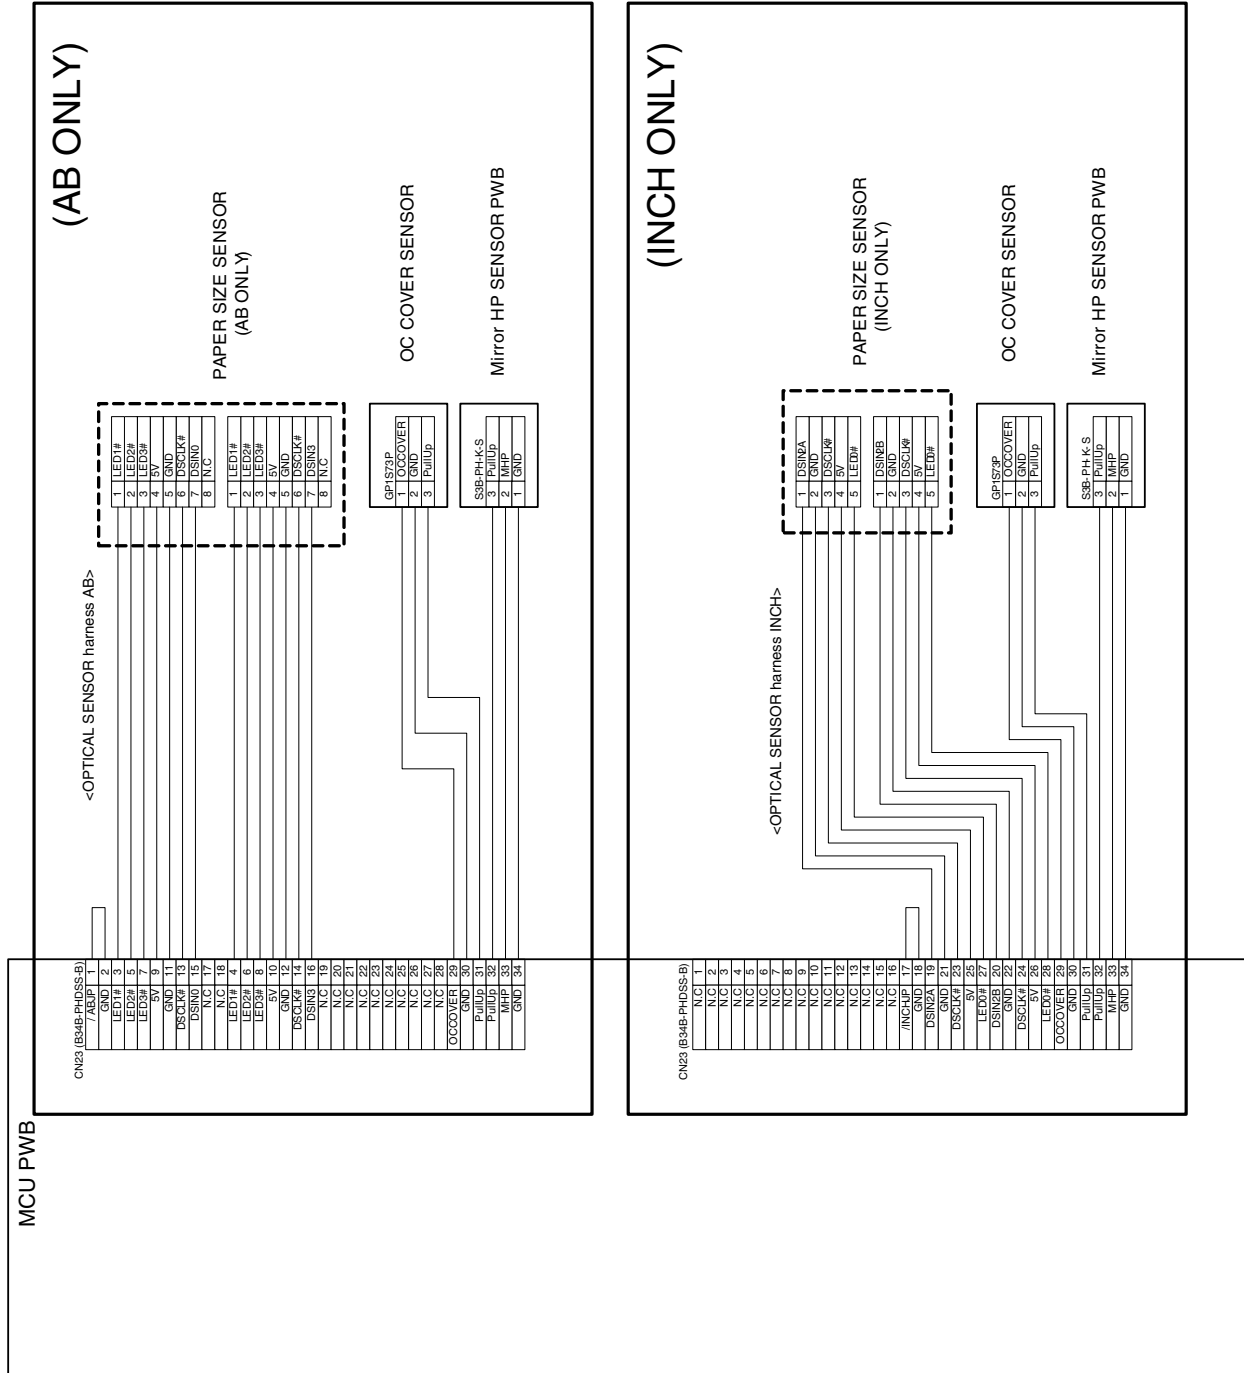 MCU PWB
(AB ONLY)
PAPER SIZE SENSOR
(AB ONLY)
OC COVER SENSOR
Mirror HP SENSOR PWB
<OPTICAL SENSOR harness AB>
1 LED1#
2 LED2#
3 LED3#
4 5V
5 GND
6 DSCLK#
7 DSIN0
8 N.C
1 LED1#
2 LED2#
3 LED3#
4 5V
5 GND
6 DSCLK#
7 DSIN3
8 N.C
GP1S73P
1 OCCOVER
2 GND
3 PullUp
S3B-PH-K-S
3 PullUp
2 MHP
1 GND
CN23 (B34B-PHDSS-B)
/ABJP 1
GND 2
LED1# 3
LED2# 5
LED3# 7
5V 9
GND 11
DSCLK# 13
DSIN0 15
N.C 17
N.C 18
LED1# 4
LED2# 6
LED3# 8
5V 10
GND 12
DSCLK# 14
DSIN3 16
N.C 19
N.C 20
N.C 21
N.C 22
N.C 23
N.C 24
N.C 25
N.C 26
N.C 27
N.C 28
OCCOVER 29
GND 30
PullUp 31
PullUp 32
MHP 33
GND 34
(INCH ONLY)
PAPER SIZE SENSOR
(INCH ONLY)
OC COVER SENSOR
Mirror HP SENSOR PWB
<OPTICAL SENSOR harness INCH>
1 DSIN2A
2 GND
3 DSCLK#
4 5V
5 LED0#
1 DSIN2B
2 GND
3 DSCLK#
4 5V
5 LED0#
GP1S73P
1 OCCOVER
2 GND
3 PullUp
S3B-PH-K-S
3 PullUp
2 MHP
1 GND
CN23 (B34B-PHDSS-B)
N.C 1
N.C 2
N.C 3
N.C 4
N.C 5
N.C 6
N.C 7
N.C 8
N.C 9
N.C 10
N.C 11
N.C 12
N.C 13
N.C 14
N.C 15
N.C 16
/INCHJP 17
GND 18
DSIN2A 19
GND 21
DSCLK# 23
5V 25
LED0# 27
DSIN2B 20
GND 22
DSCLK# 24
5V 26
LED0# 28
OCCOVER 29
GND 30
PullUp 31
PullUp 32
MHP 33
GND 34